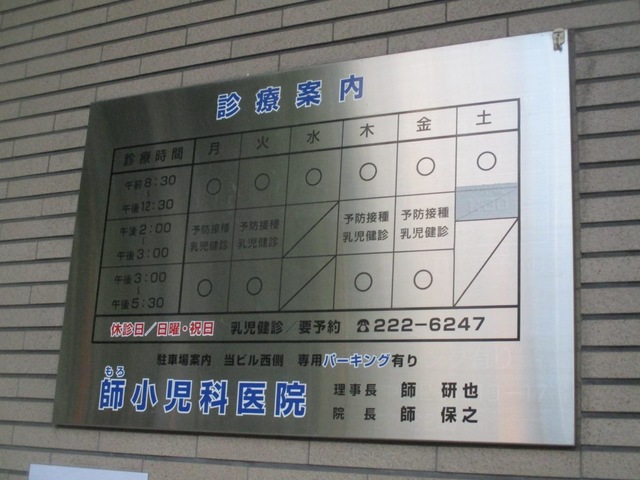 診療案内
診療時間 月 火 水 木 金 土
午前8:30～午後12:30 ○ ○ ○ ○ ○ ○
午後2:00～午後3:00 予防接種 乳児健診 予防接種 乳児健診 予防接種 乳児健診 予防接種 乳児健診
午後3:00～午後5:30 ○ ○ ○ ○
休診日／日曜・祝日 乳児健診／要予約 ☎222-6247
駐車場案内 当ビル西側 専用パーキング有り
もろ
師小児科医院
理事長 師 研也
院長 師 保之